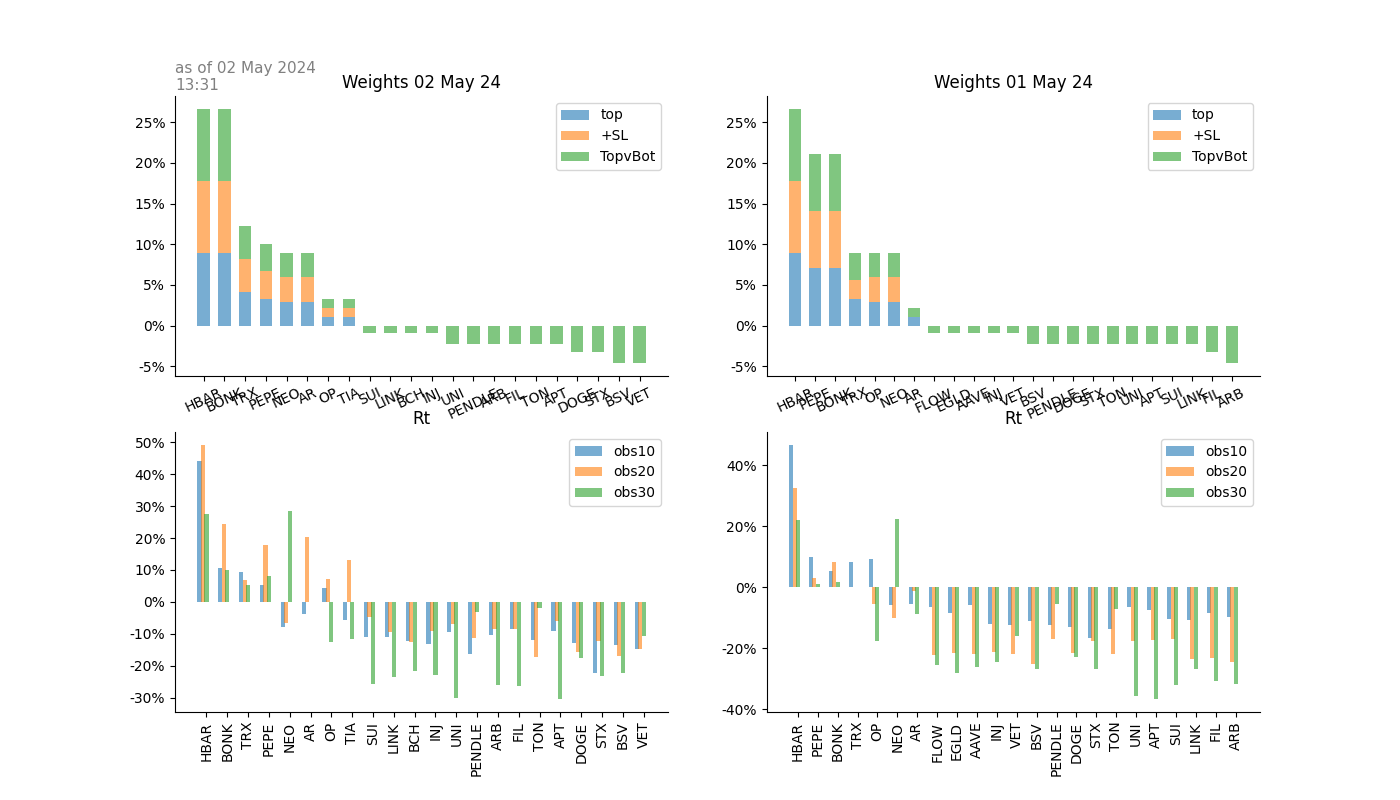 as of 02 May 2024
13:31
Weights 02 May 24
25%
20%
15%
10%
5%
0%
-5%
top
+SL
TopvBot
HBAR BONK TRX PEPE NEO AR OP TIA SUI LINK BCH INJ UNI PENDLE ARB FIL TON APT DOGE STX BSV VET
Weights 01 May 24
25%
20%
15%
10%
5%
0%
-5%
top
+SL
TopvBot
HBAR PEPE BONK TRX OP NEO AR FLOW EGLD AAVE INJ VET BSV PENDLE DOGE STX TON UNI APT SUI LINK FIL ARB
Rt
50%
40%
30%
20%
10%
0%
-10%
-20%
-30%
obs10
obs20
obs30
HBAR BONK TRX PEPE NEO AR OP TIA SUI LINK BCH INJ UNI PENDLE ARB FIL TON APT DOGE STX BSV VET
Rt
40%
20%
0%
-20%
-40%
obs10
obs20
obs30
HBAR PEPE BONK TRX OP NEO AR FLOW EGLD AAVE INJ VET BSV PENDLE DOGE STX TON UNI APT SUI LINK FIL ARB